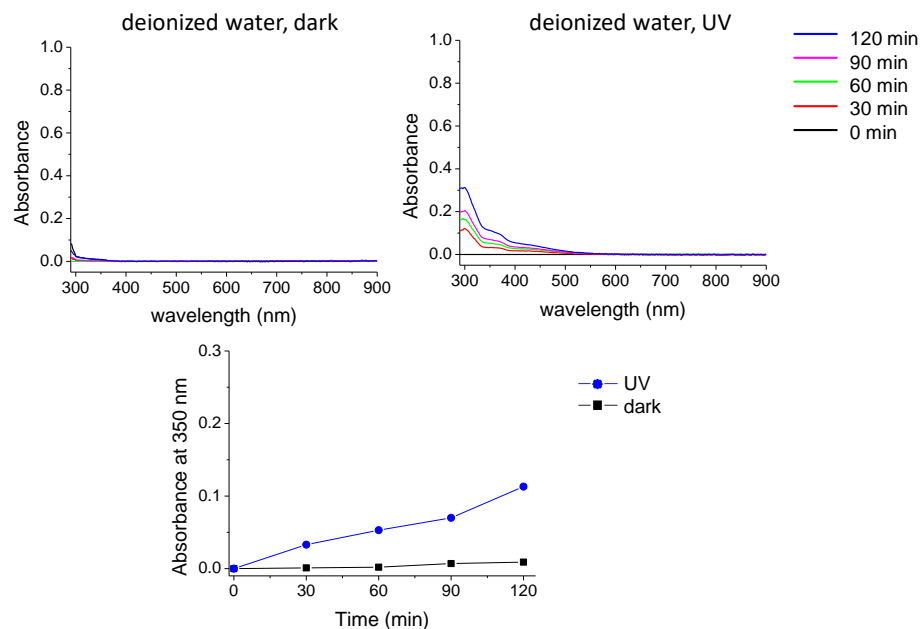 deionized water, dark
1.0
0.8
0.6
0.4
0.2
0.0
Absorbance
300 400 500 600 700 800 900
wavelength (nm)
deionized water, UV
1.0
0.8
0.6
0.4
0.2
0.0
Absorbance
300 400 500 600 700 800 900
wavelength (nm)
120 min
90 min
60 min
30 min
0 min
0.3
0.2
0.1
0.0
Absorbance at 350 nm
0 30 60 90 120
Time (min)
UV
dark